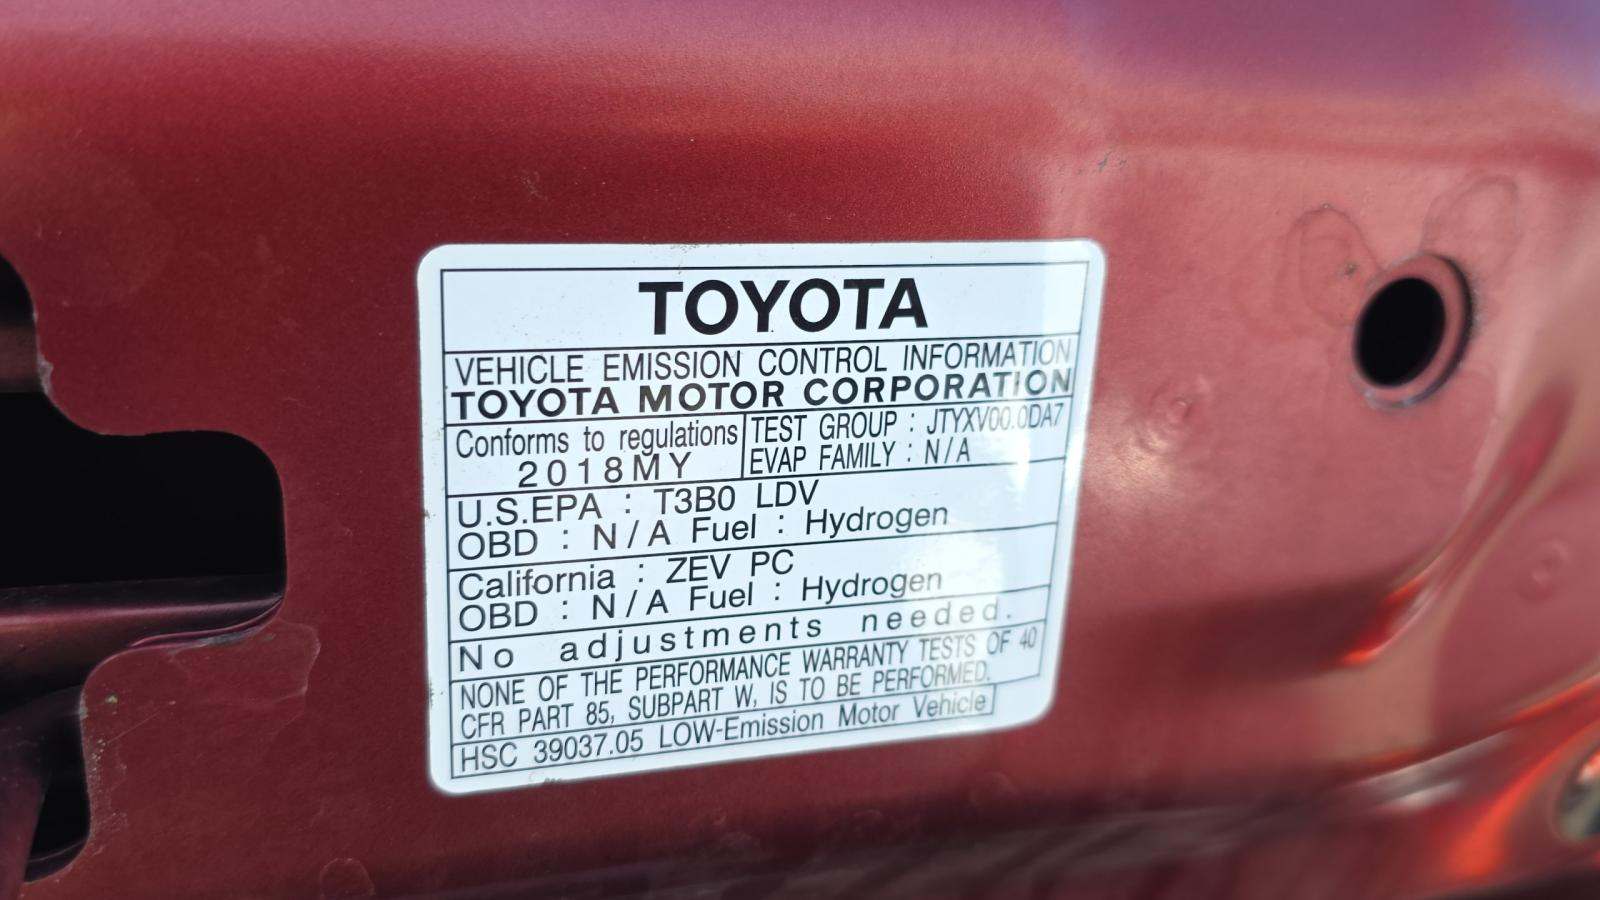 TOYOTA
VEHICLE EMISSION CONTROL INFORMATION
TOYOTA MOTOR CORPORATION
Conforms to regulations
2018MY
TEST GROUP : JTYXV00.0DA7
EVAP FAMILY : N/A
U.S.EPA : T3B0 LDV
OBD : N/A Fuel : Hydrogen
California : ZEV PC
OBD : N/A Fuel : Hydrogen
No adjustments needed.
NONE OF THE PERFORMANCE WARRANTY TESTS OF 40
CFR PART 85, SUBPART W, IS TO BE PERFORMED.
HSC 39037.05 LOW-Emission Motor Vehicle